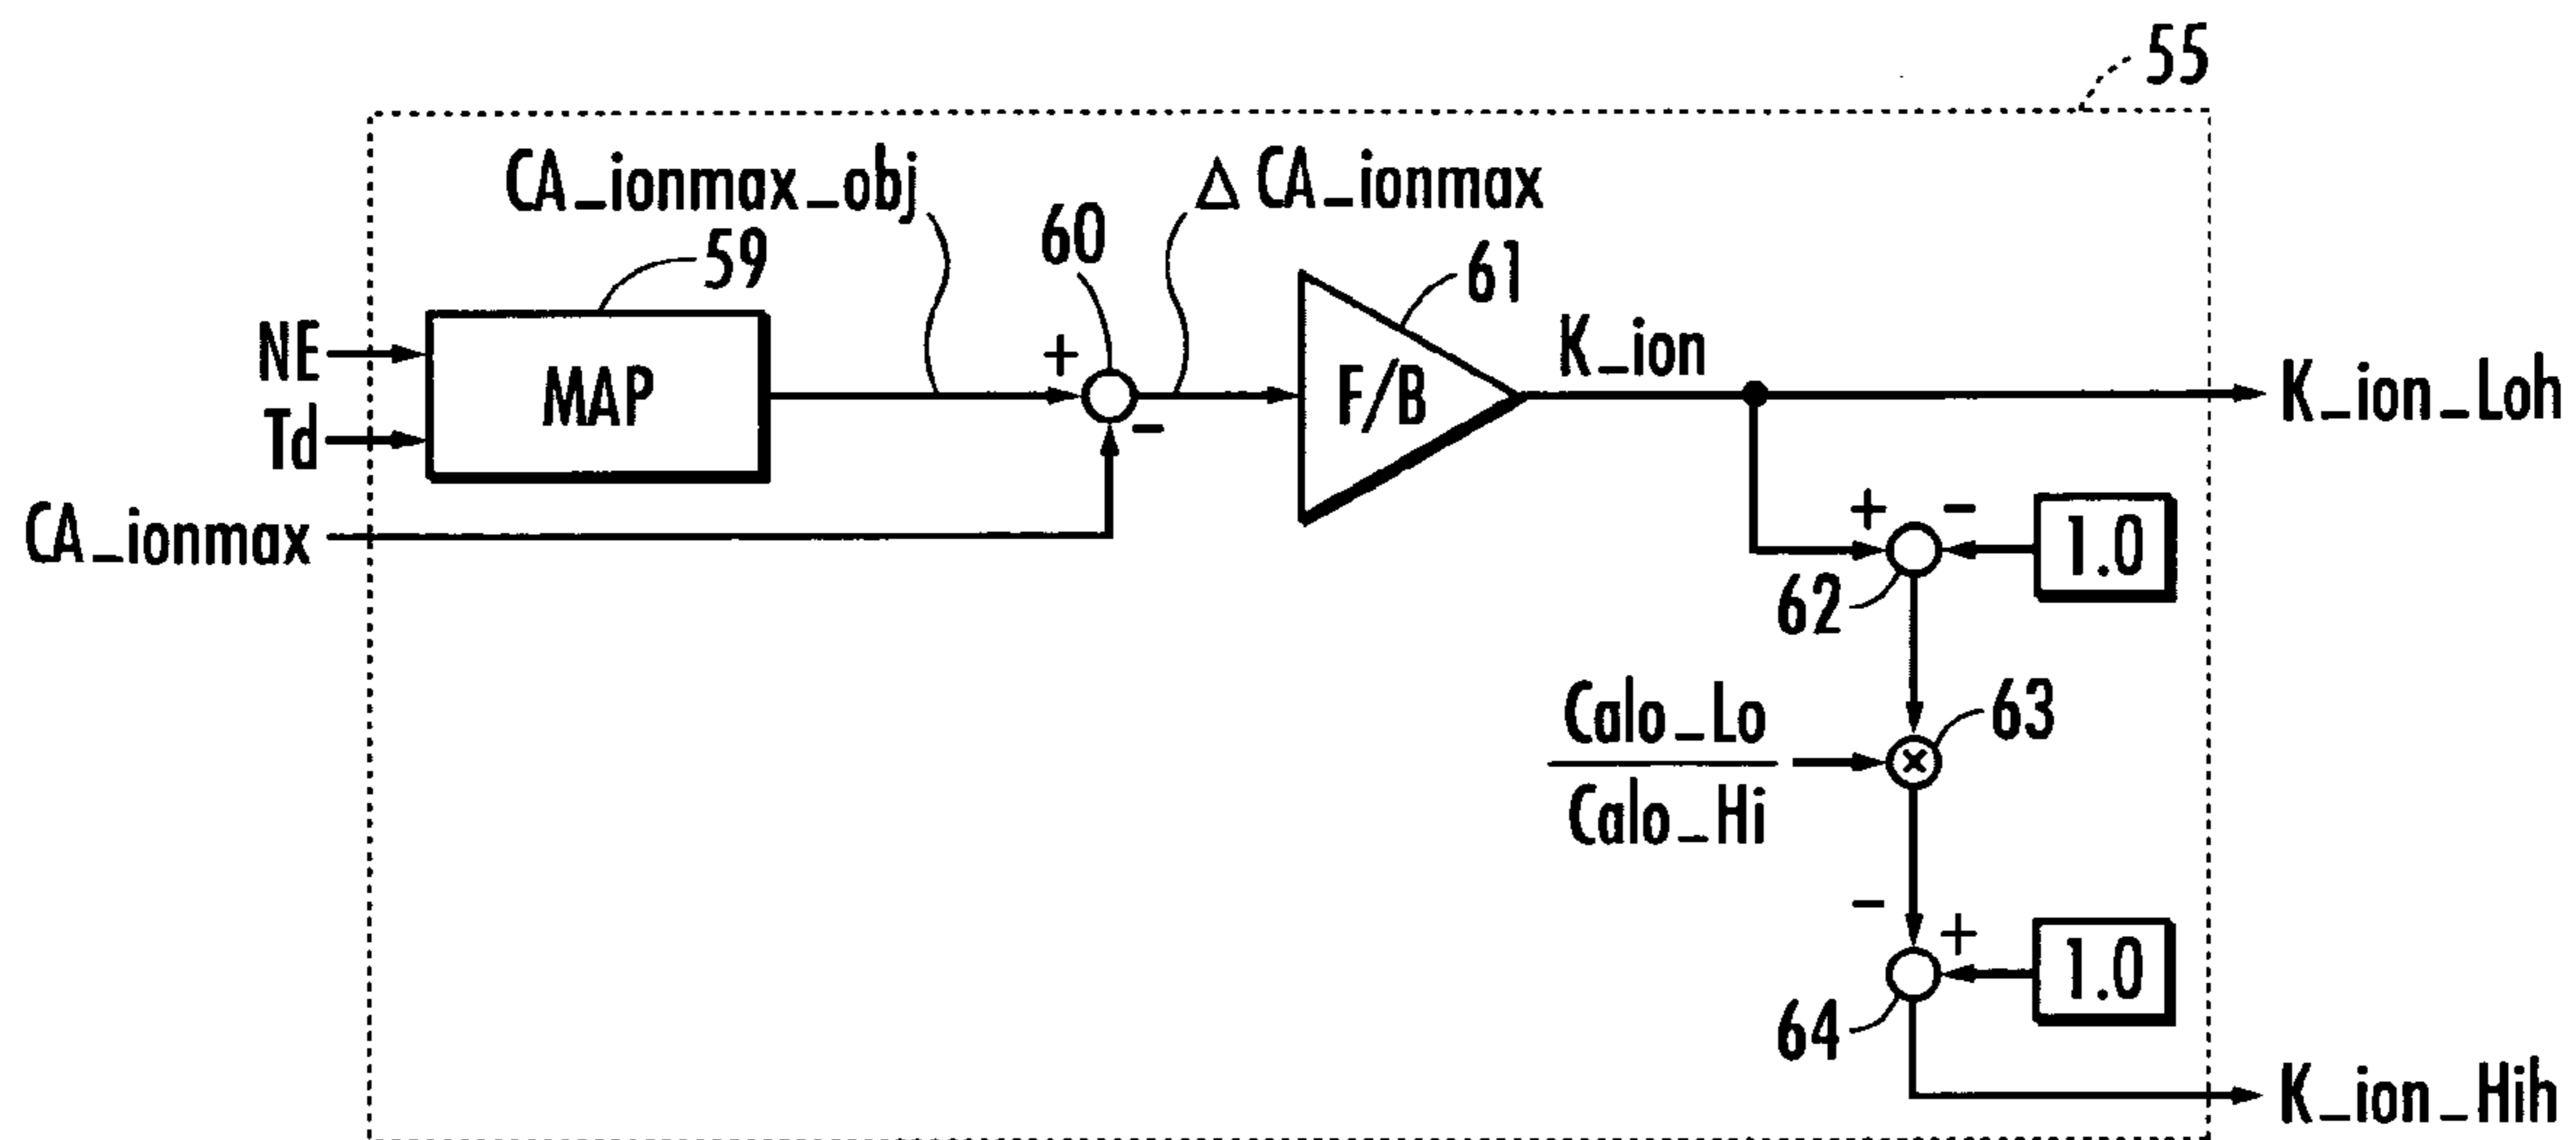 55
CA_ionmax_obj
Δ CA_ionmax
59
60
61
NE
Td
MAP
+
-
F/B
K_ion
K_ion_Loh
CA_ionmax
+
-
1.0
62
Calo_Lo
Calo_Hi
×
63
-
+
1.0
64
K_ion_Hih